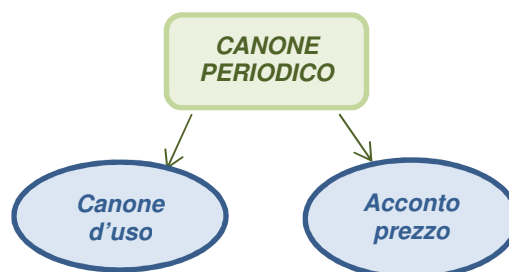 CANONE
PERIODICO
Canone
d’uso
Acconto
prezzo